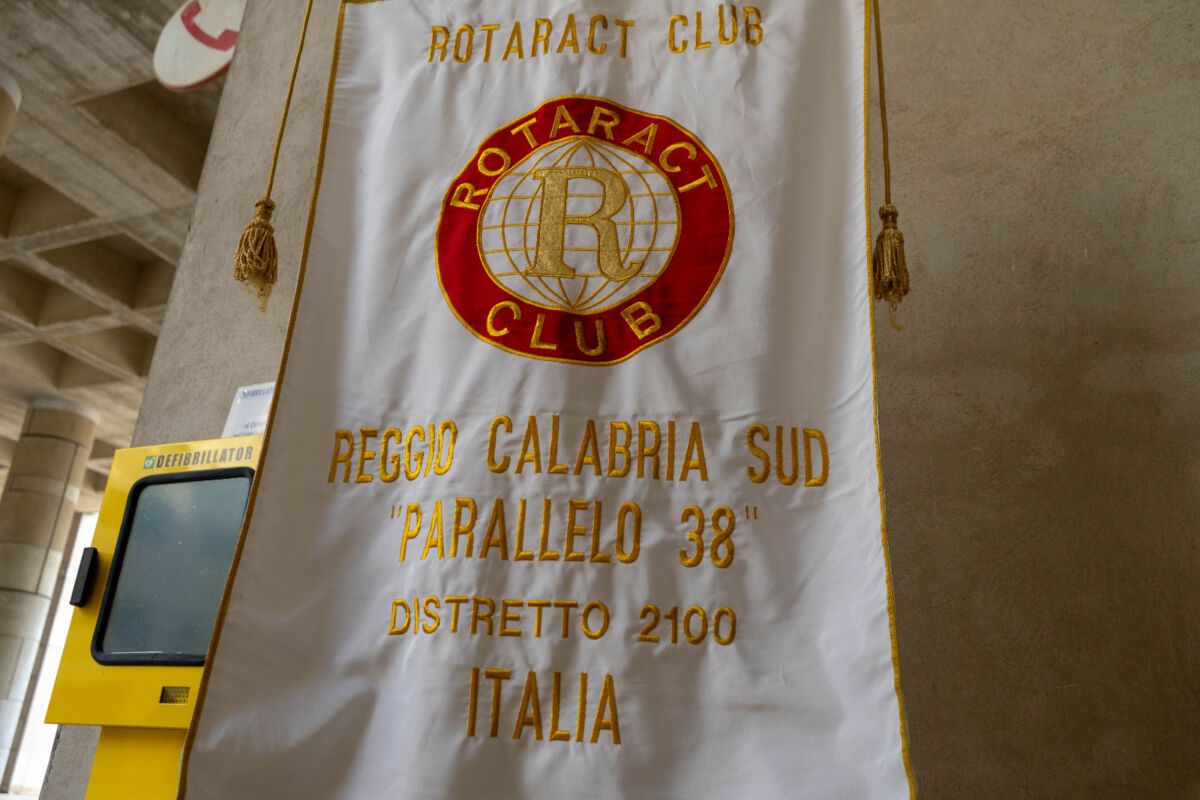 ROTARACT CLUB
ROTARACT
R
CLUB
REGGIO CALABRIA SUD
"PARALLELO 38"
DISTRETTO 2100
ITALIA
DEFIBRILLATOR